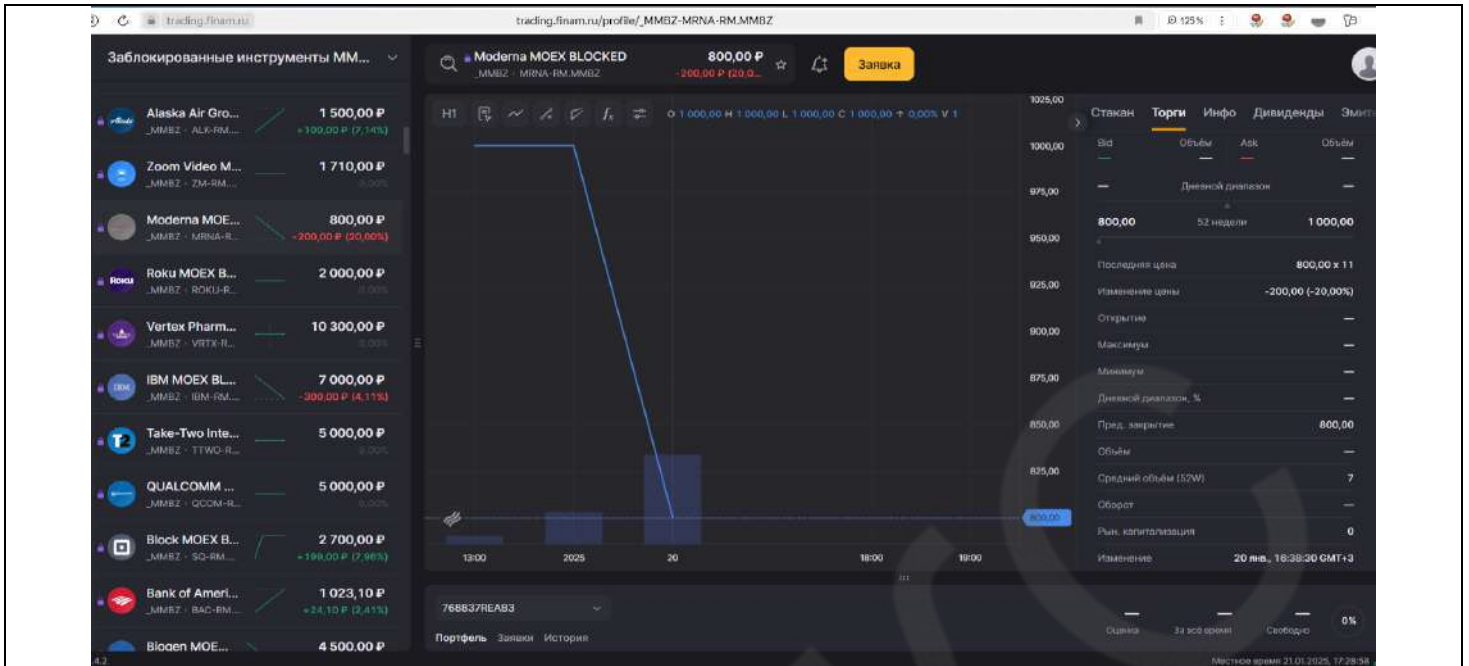 trading.finam.ru
trading.finam.ru/profile/_MMBZ-MRNA-RM.MMBZ
125 %
Заблокированные инструменты ММ...
Moderna MOEX BLOCKED
_MMBZ · MRNA-RM.MMBZ
800,00 ₽
-200,00 ₽ (20,0...
Заявка
Alaska Air Gro...
_MMBZ · ALK-RM....
1 500,00 ₽
+100,00 ₽ (7,14%)
Zoom Video M...
_MMBZ · ZM-RM....
1 710,00 ₽
0,00%
Moderna MOE...
_MMBZ · MRNA-R...
800,00 ₽
-200,00 ₽ (20,00%)
Roku MOEX B...
_MMBZ · ROKU-R...
2 000,00 ₽
0,00%
Vertex Pharm...
_MMBZ · VRTX-R...
10 300,00 ₽
0,00%
IBM MOEX BL...
_MMBZ · IBM-RM....
7 000,00 ₽
-300,00 ₽ (4,11%)
Take-Two Inte...
_MMBZ · TTWO-R...
5 000,00 ₽
0,00%
QUALCOMM ...
_MMBZ · QCOM-R...
5 000,00 ₽
0,00%
Block MOEX B...
_MMBZ · SQ-RM....
2 700,00 ₽
+199,00 ₽ (7,96%)
Bank of Ameri...
_MMBZ · BAC-RM....
1 023,10 ₽
+24,10 ₽ (2,41%)
Biogen MOE...
4 500,00 ₽
H1
O 1 000,00 H 1 000,00 L 1 000,00 C 1 000,00 0,00% V 1
1025,00
1000,00
975,00
950,00
925,00
900,00
875,00
850,00
825,00
800,00
13:00 2025 20 18:00 19:00
Стакан Торги Инфо Дивиденды Эмит
Bid Объём Ask Объём
— — — —
— Дневной диапазон —
800,00 52 недели 1 000,00
Последняя цена 800,00 x 11
Изменение цены -200,00 (-20,00%)
Открытие —
Максимум —
Минимум —
Дневной диапазон, % —
Пред. закрытие 800,00
Объём —
Средний объём (52W) 7
Оборот —
Рын. капитализация 0
Изменение 20 янв., 16:38:30 GMT+3
768837REAB3
Портфель Заявки История
— — —
Оценка За всё время Свободно
0%
4.2
Местное время 21.01.2025, 17:28:58